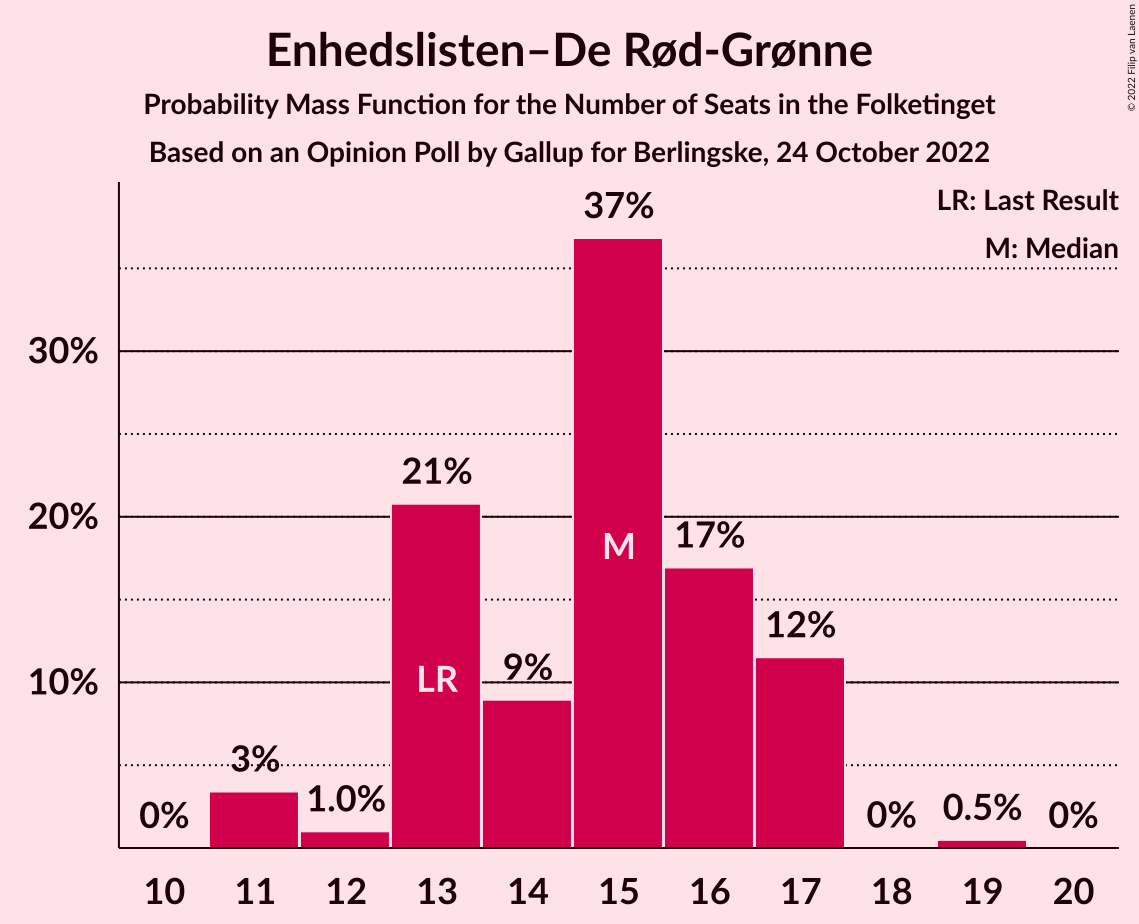 Enhedslisten–De Rød-Grønne
Probability Mass Function for the Number of Seats in the Folketinget
Based on an Opinion Poll by Gallup for Berlingske, 24 October 2022
© 2022 Filip van Laenen
LR: Last Result
M: Median
37%
30%
21%
20%
17%
M
12%
10%
LR
9%
3%
1.0%
0%
0%
0.5%
0%
10 11 12 13 14 15 16 17 18 19 20